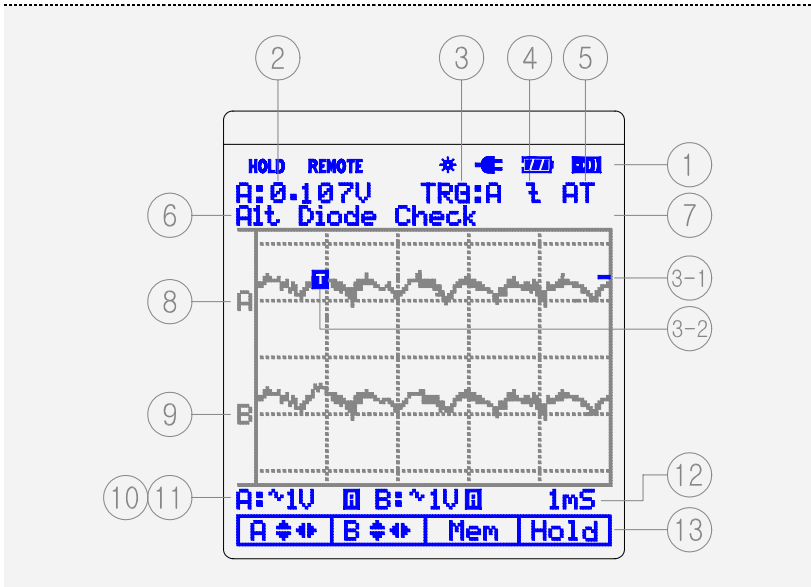 2 3 4 5
HOLD REMOTE 1
A:0.107V TRG:A AT
6 Alt Diode Check 7
3-1
T
8 A
3-2
9 B
12
10 11 A:~1V B:~1V 1mS
A B Mem Hold 13